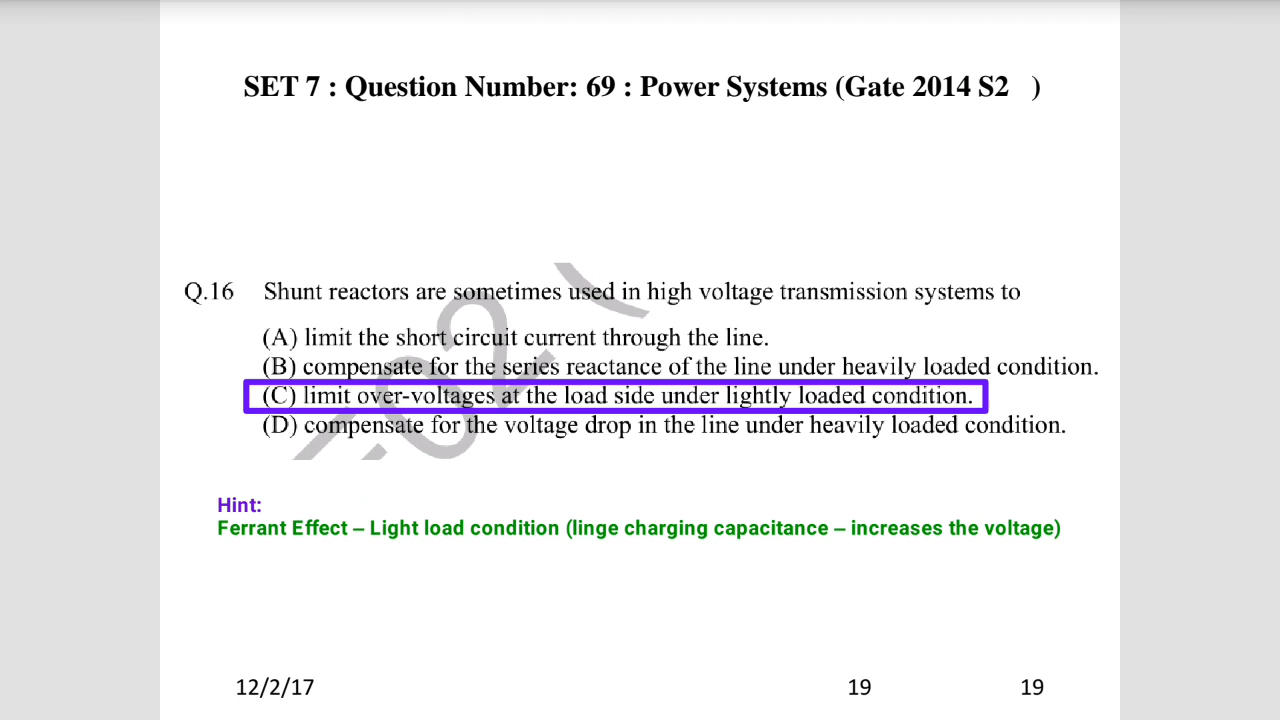 SET 7 : Question Number: 69 : Power Systems (Gate 2014 S2 )
Q.16 Shunt reactors are sometimes used in high voltage transmission systems to
(A) limit the short circuit current through the line.
(B) compensate for the series reactance of the line under heavily loaded condition.
(C) limit over-voltages at the load side under lightly loaded condition.
(D) compensate for the voltage drop in the line under heavily loaded condition.
Hint:
Ferrant Effect – Light load condition (linge charging capacitance – increases the voltage)
12/2/17 19 19